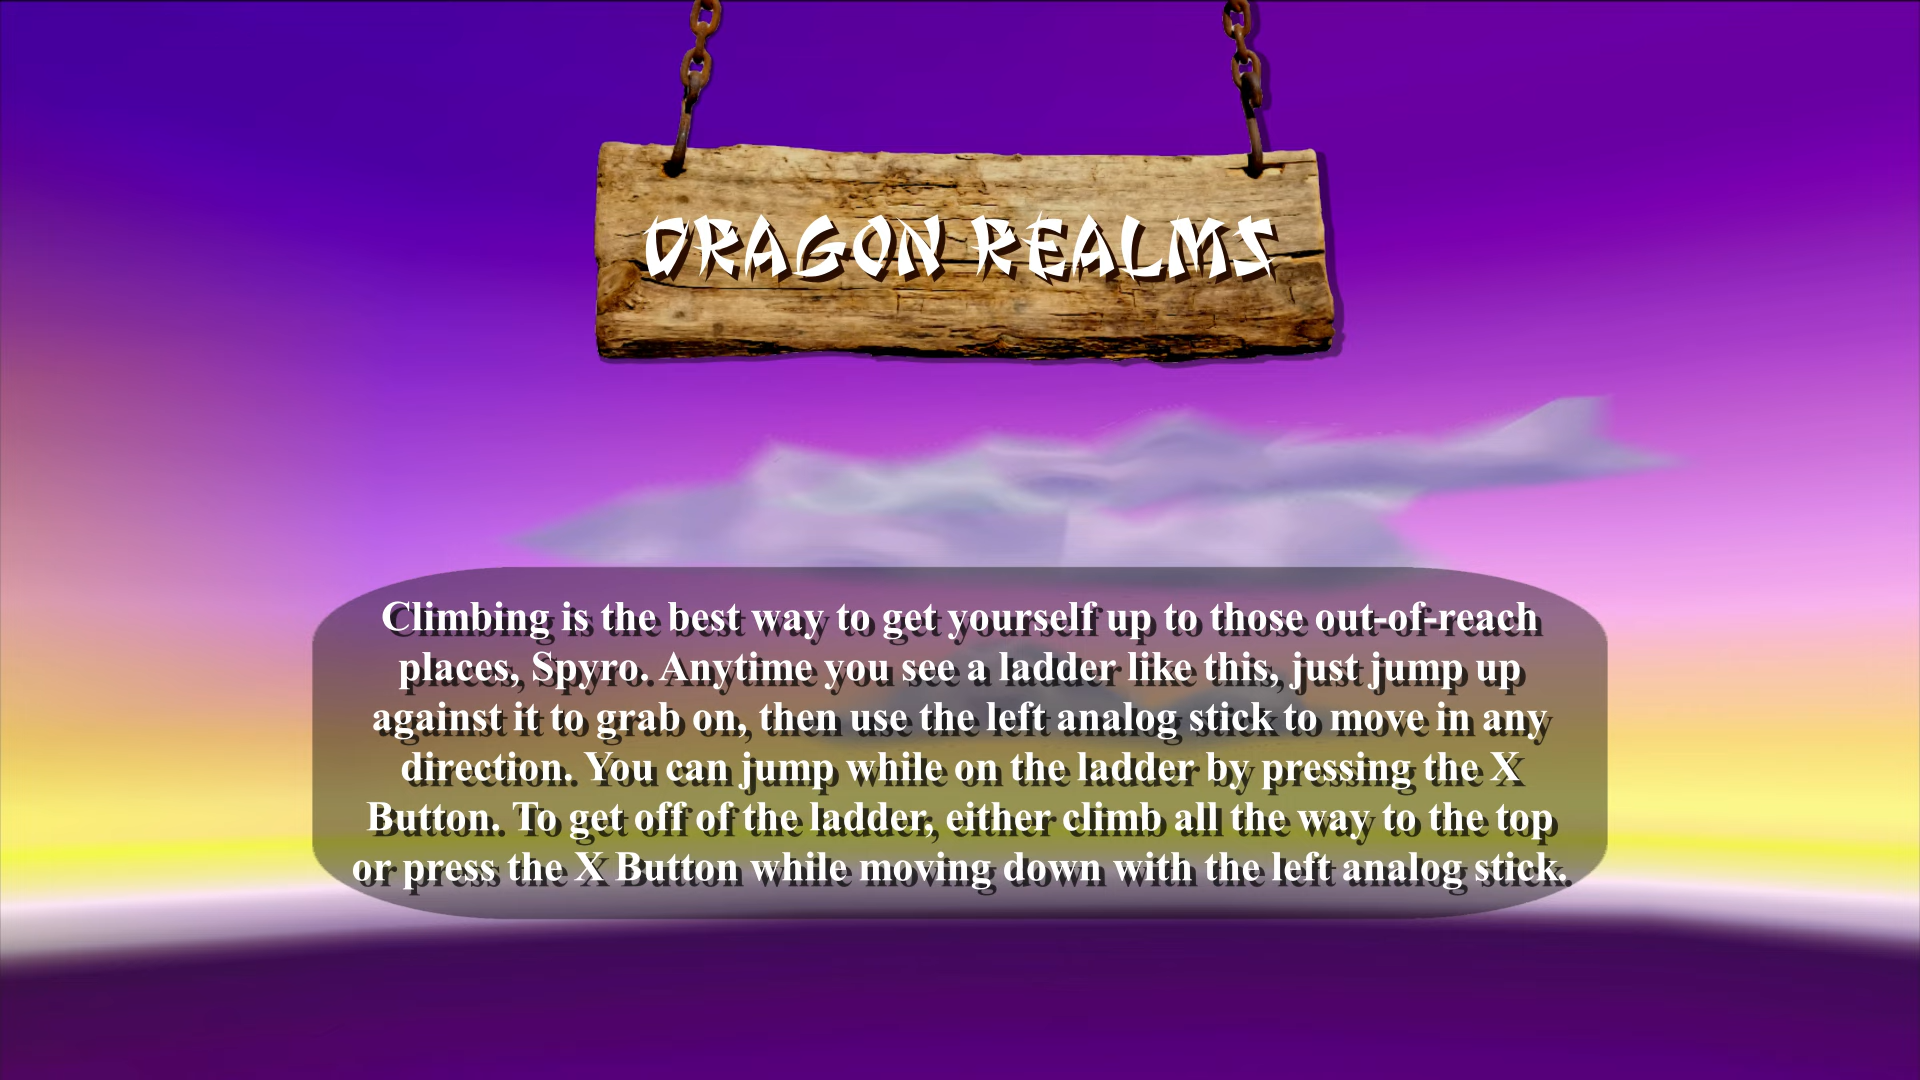 DRAGON REALMS
Climbing is the best way to get yourself up to those out-of-reach
places, Spyro. Anytime you see a ladder like this, just jump up
against it to grab on, then use the left analog stick to move in any
direction. You can jump while on the ladder by pressing the X
Button. To get off of the ladder, either climb all the way to the top
or press the X Button while moving down with the left analog stick.